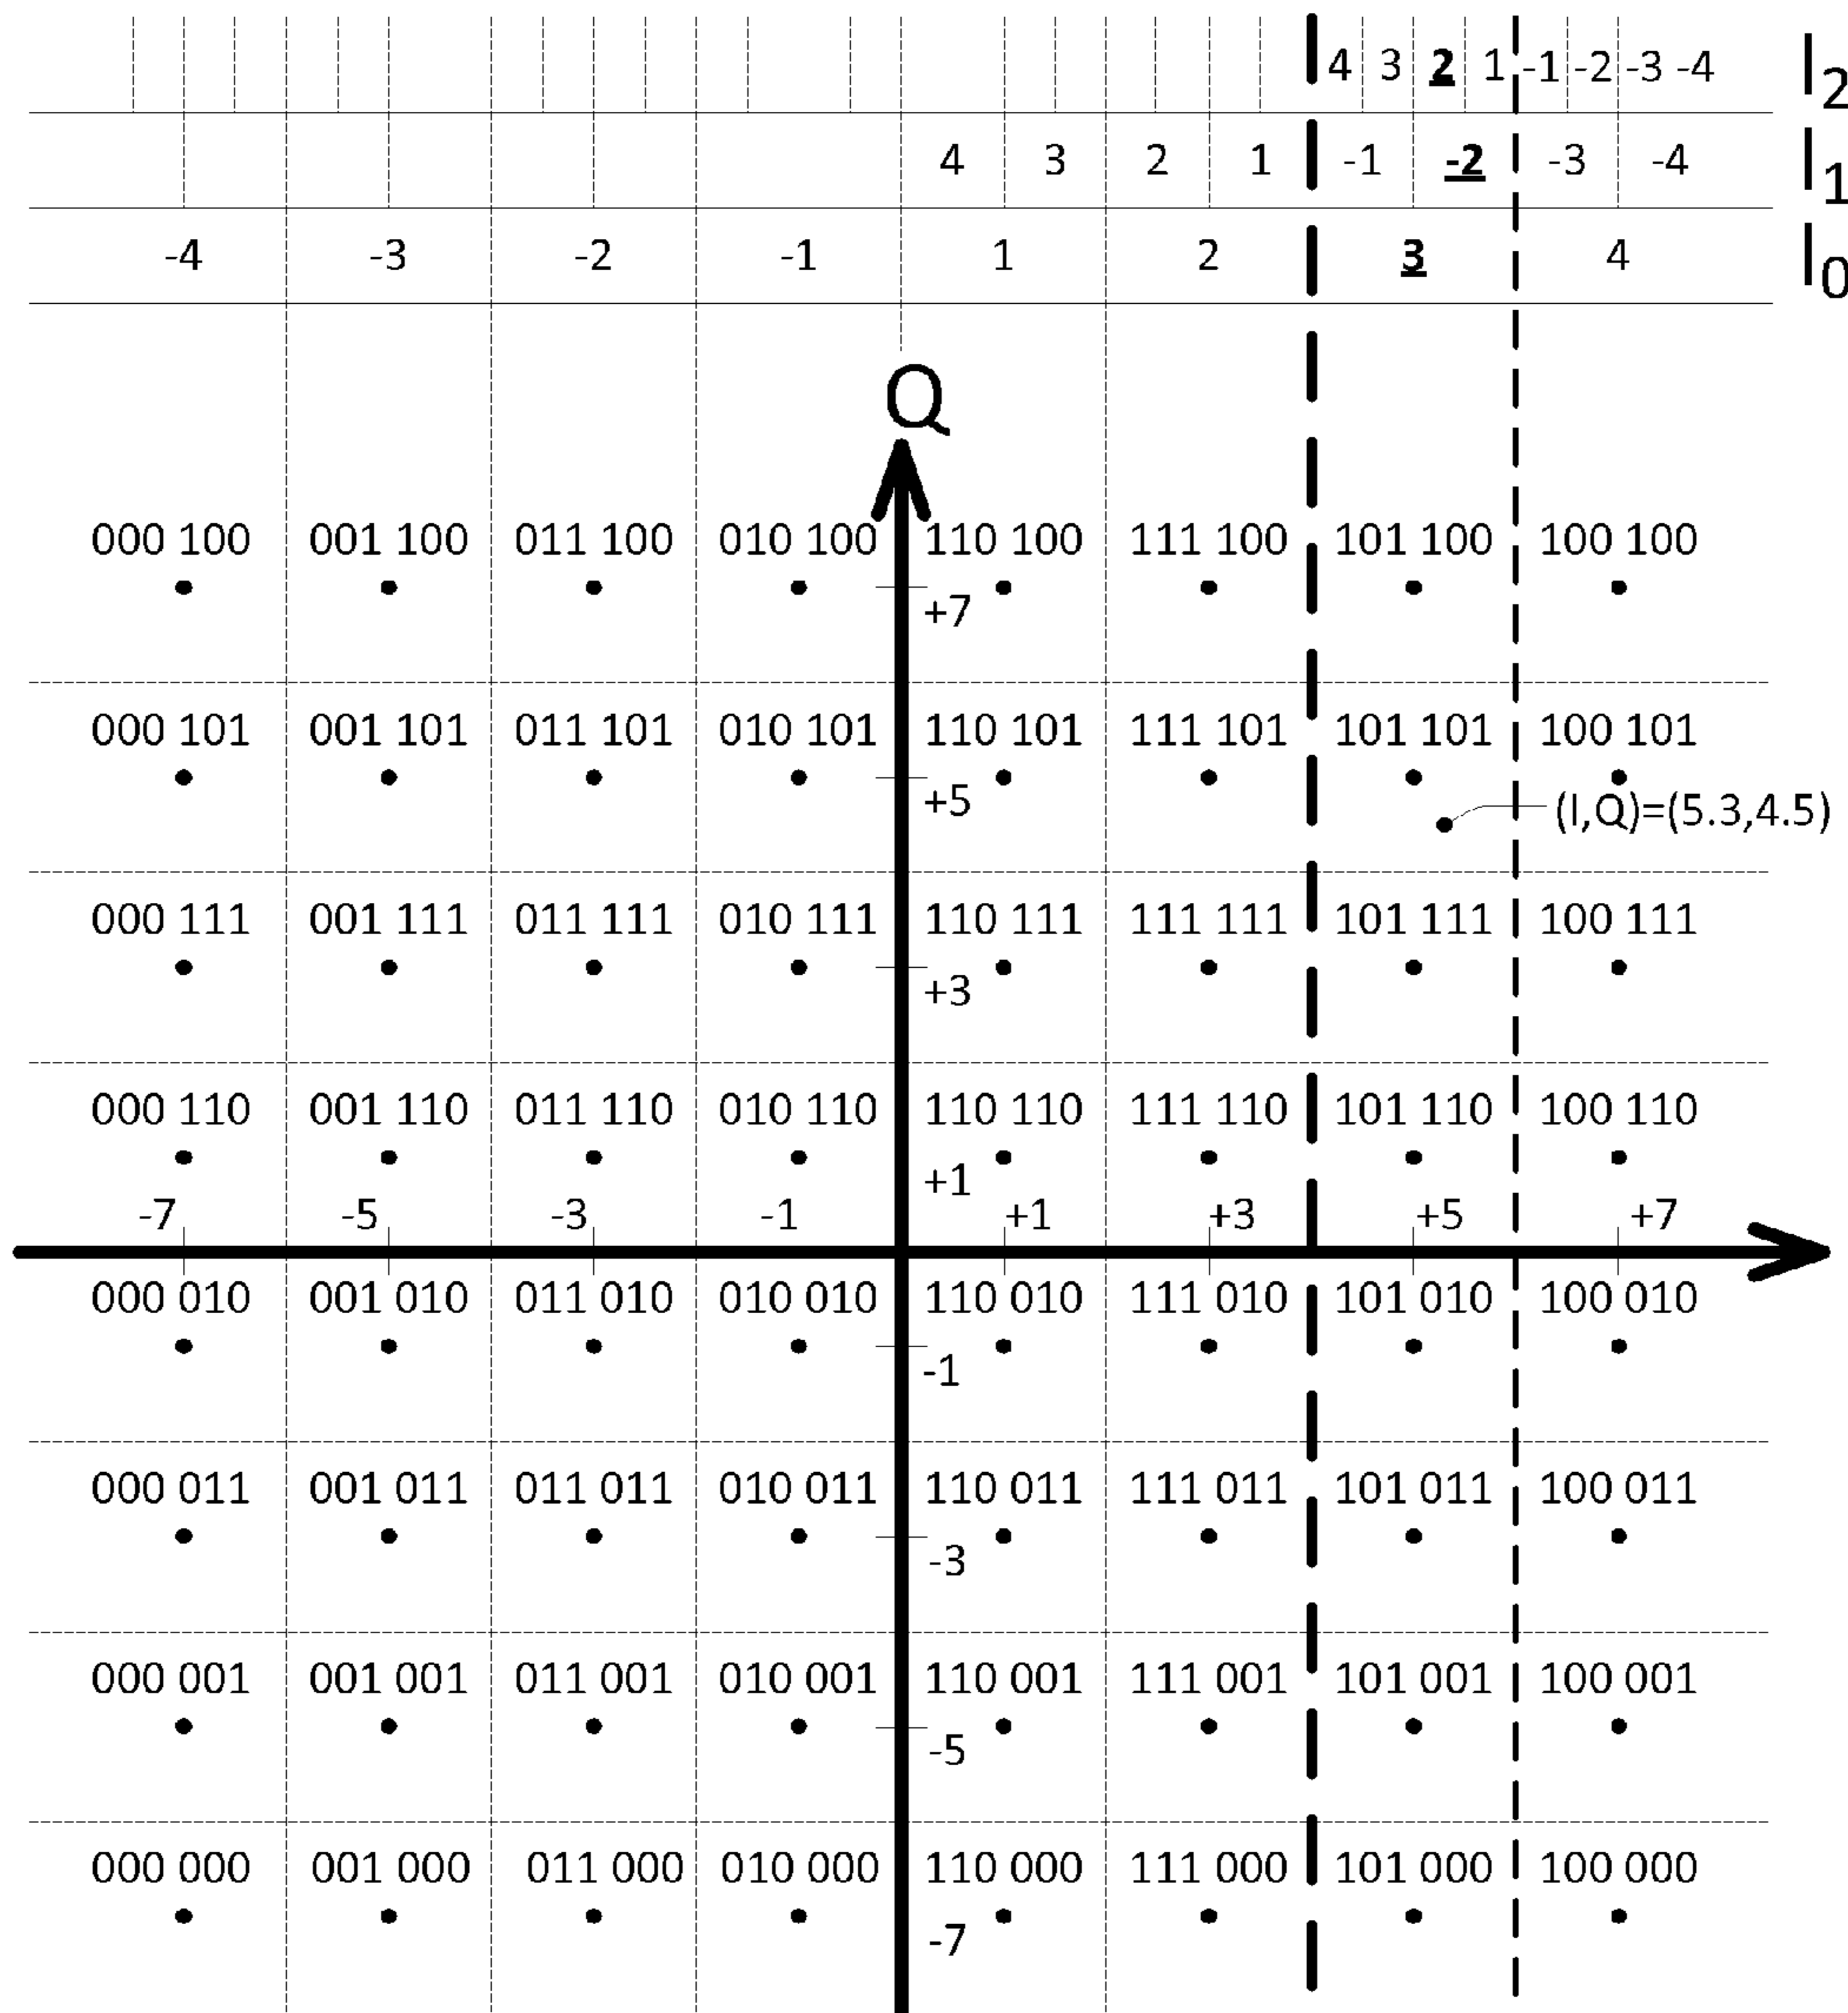 4 3 2 1 -1 -2 -3 -4 I2
4 3 2 1 -1 -2 -3 -4 I1
-4 -3 -2 -1 1 2 3 4 I0
Q
000 100 001 100 011 100 010 100 110 100 111 100 101 100 100 100
+7
000 101 001 101 011 101 010 101 110 101 111 101 101 101 100 101
+5 (I,Q)=(5.3,4.5)
000 111 001 111 011 111 010 111 110 111 111 111 101 111 100 111
+3
000 110 001 110 011 110 010 110 110 110 111 110 101 110 100 110
+1
-7 -5 -3 -1 +1 +3 +5 +7
000 010 001 010 011 010 010 010 110 010 111 010 101 010 100 010
-1
000 011 001 011 011 011 010 011 110 011 111 011 101 011 100 011
-3
000 001 001 001 011 001 010 001 110 001 111 001 101 001 100 001
-5
000 000 001 000 011 000 010 000 110 000 111 000 101 000 100 000
-7